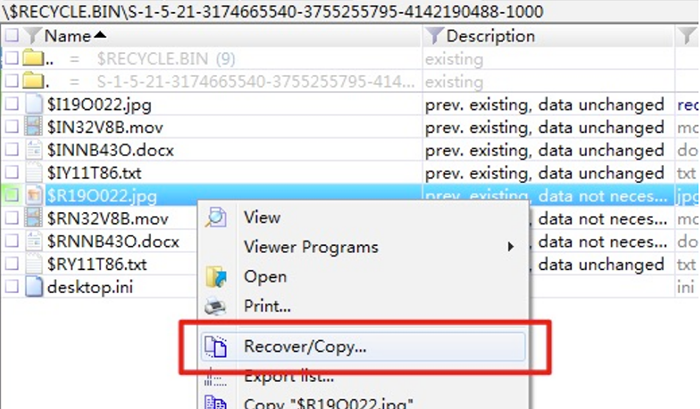 \$RECYCLE.BIN\S-1-5-21-3174665540-3755255795-4142190488-1000
Name Description
.. = $RECYCLE.BIN (9) existing
. = S-1-5-21-3174665540-3755255795-414... existing
$I19O022.jpg prev. existing, data unchanged rec
$IN32V8B.mov prev. existing, data unchanged mo
$INNB43O.docx prev. existing, data unchanged do
$IY11T86.txt prev. existing, data unchanged txt
$R19O022.jpg prev. existing, data not neces... jpg
$RN32V8B.mov prev. existing, data not neces... mo
$RNNB43O.docx prev. existing, data not neces... do
$RY11T86.txt prev. existing, data unchanged txt
desktop.ini ini
View
Viewer Programs
Open
Print...
Recover/Copy...
Export list...
Copy "$R19O022.jpg"